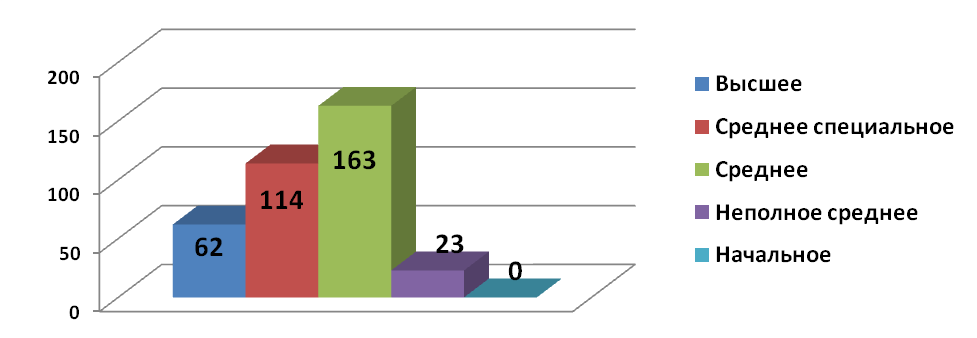 200
150
100
50
0
62
114
163
23
0
Высшее
Среднее специальное
Среднее
Неполное среднее
Начальное